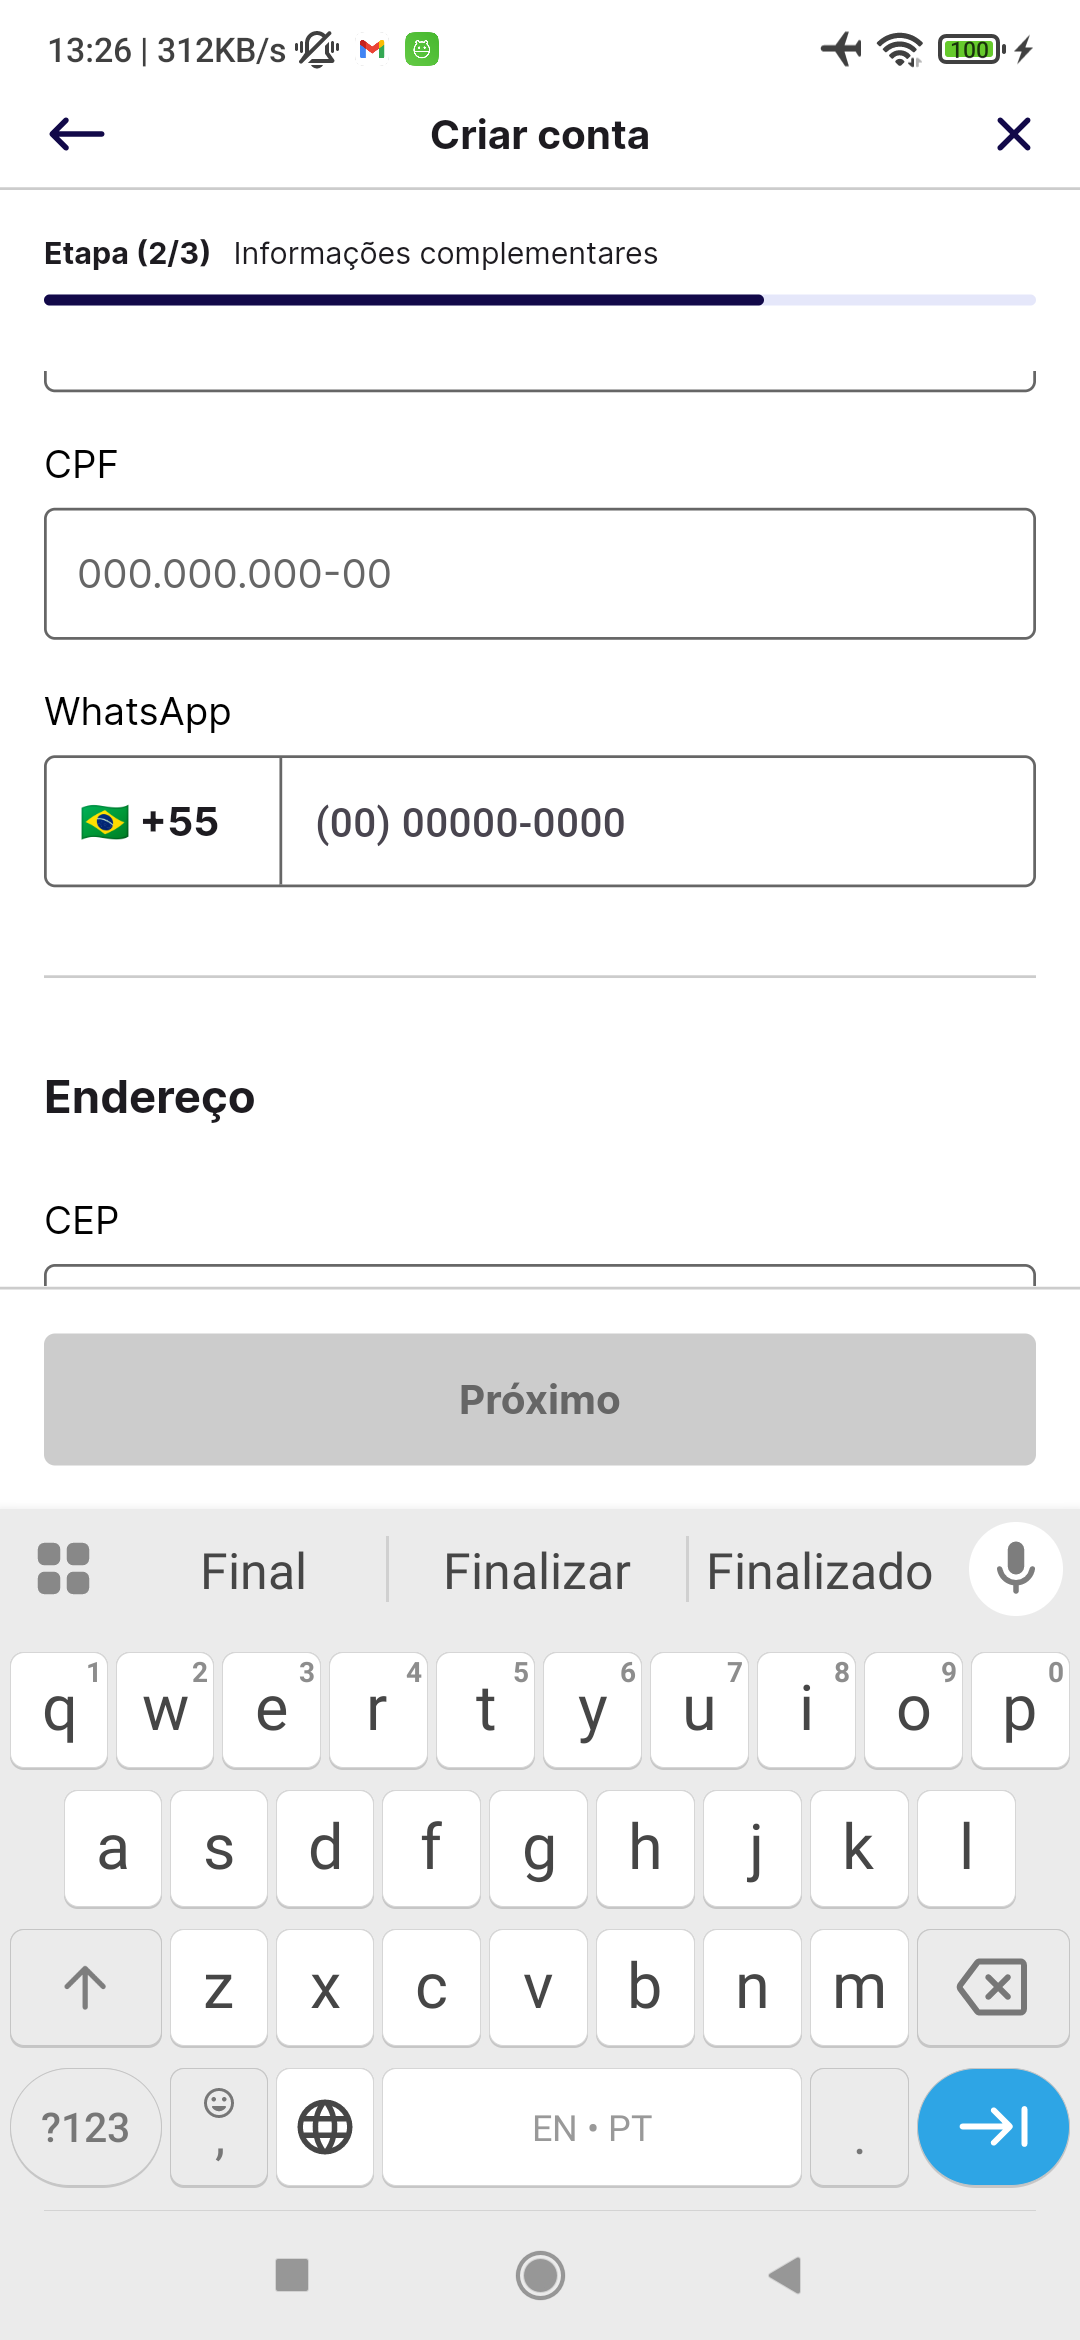 13:26 | 312KB/s
100
Criar conta
Etapa (2/3) Informações complementares
CPF
000.000.000-00
WhatsApp
+55 (00) 00000-0000
Endereço
CEP
Próximo
Final Finalizar Finalizado
1 2 3 4 5 6 7 8 9 0
q w e r t y u i o p
a s d f g h j k l
z x c v b n m
?123 , EN • PT .